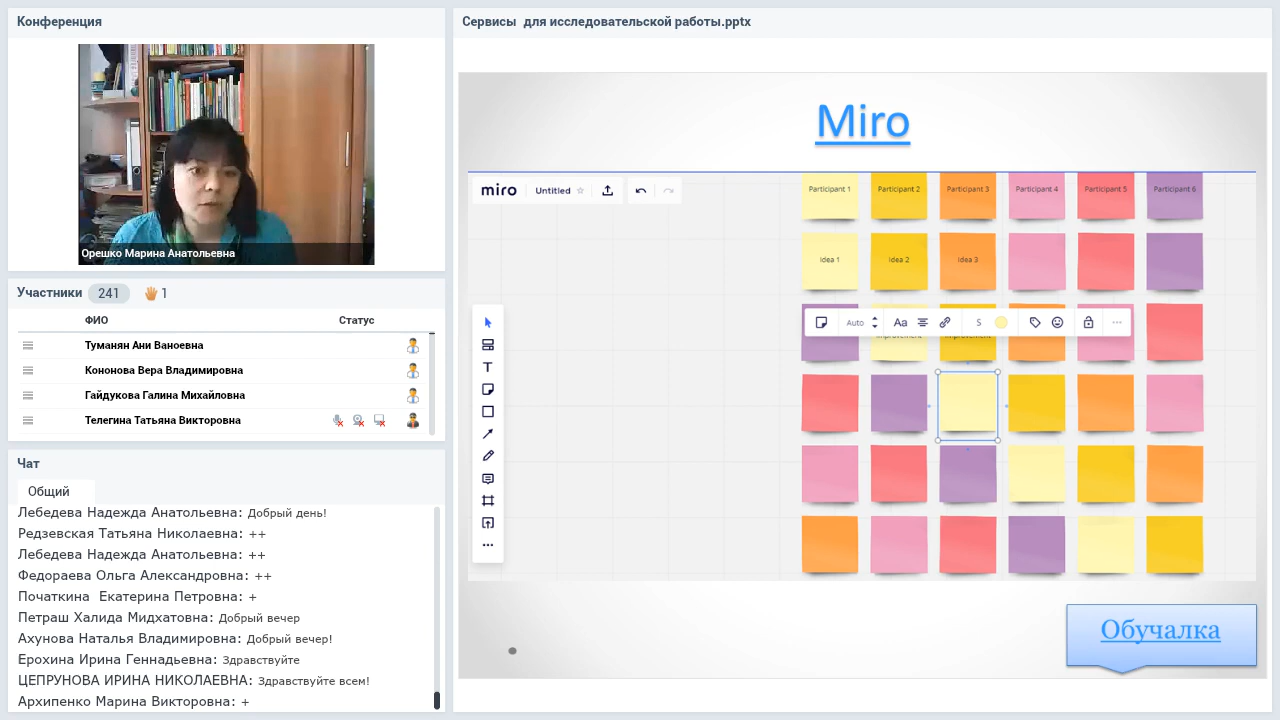 Конференция
Орешко Марина Анатольевна
Участники 241 1
ФИО Статус
Туманян Ани Ваноевна
Кононова Вера Владимировна
Гайдукова Галина Михайловна
Телегина Татьяна Викторовна
Чат
Общий
Лебедева Надежда Анатольевна: Добрый день!
Редзевская Татьяна Николаевна: ++
Лебедева Надежда Анатольевна: ++
Федораева Ольга Александровна: ++
Початкина  Екатерина Петровна: +
Петраш Халида Мидхатовна: Добрый вечер
Ахунова Наталья Владимировна: Добрый вечер!
Ерохина Ирина Геннадьевна: Здравствуйте
ЦЕПРУНОВА ИРИНА НИКОЛАЕВНА: Здравствуйте всем!
Архипенко Марина Викторовна: +
Сервисы  для исследовательской работы.pptx
Miro
miro Untitled
Participant 1 Participant 2 Participant 3 Participant 4 Participant 5 Participant 6
Idea 1 Idea 2 Idea 3
Auto Aa S
T
Обучалка